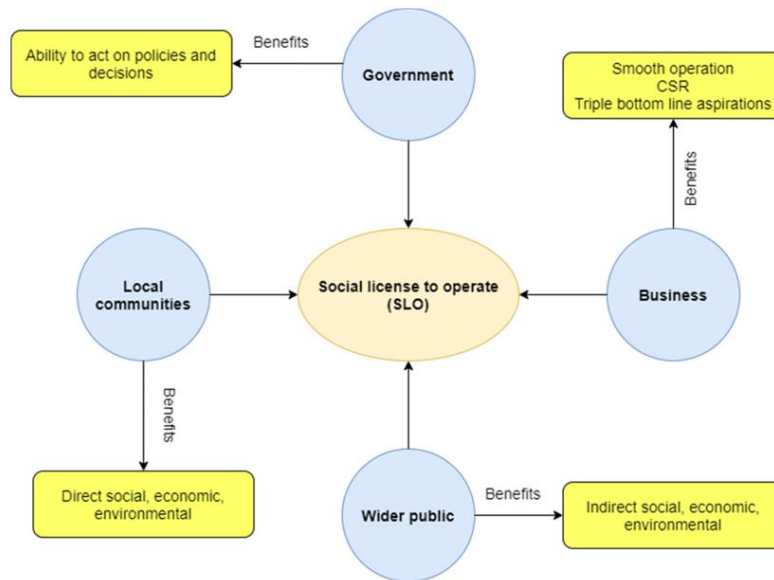 Benefits
Ability to act on policies and
decisions
Government
Smooth operation
CSR
Triple bottom line aspirations
Benefits
Local
communities
Social license to operate
(SLO)
Business
Benefits
Direct social, economic,
environmental
Wider public
Benefits
Indirect social, economic,
environmental